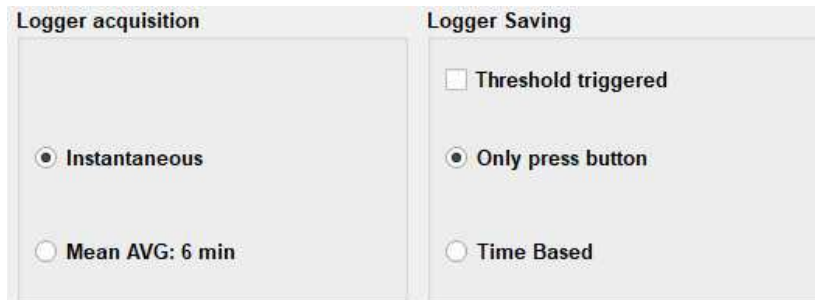 Logger acquisition
Instantaneous
Mean AVG: 6 min
Logger Saving
Threshold triggered
Only press button
Time Based